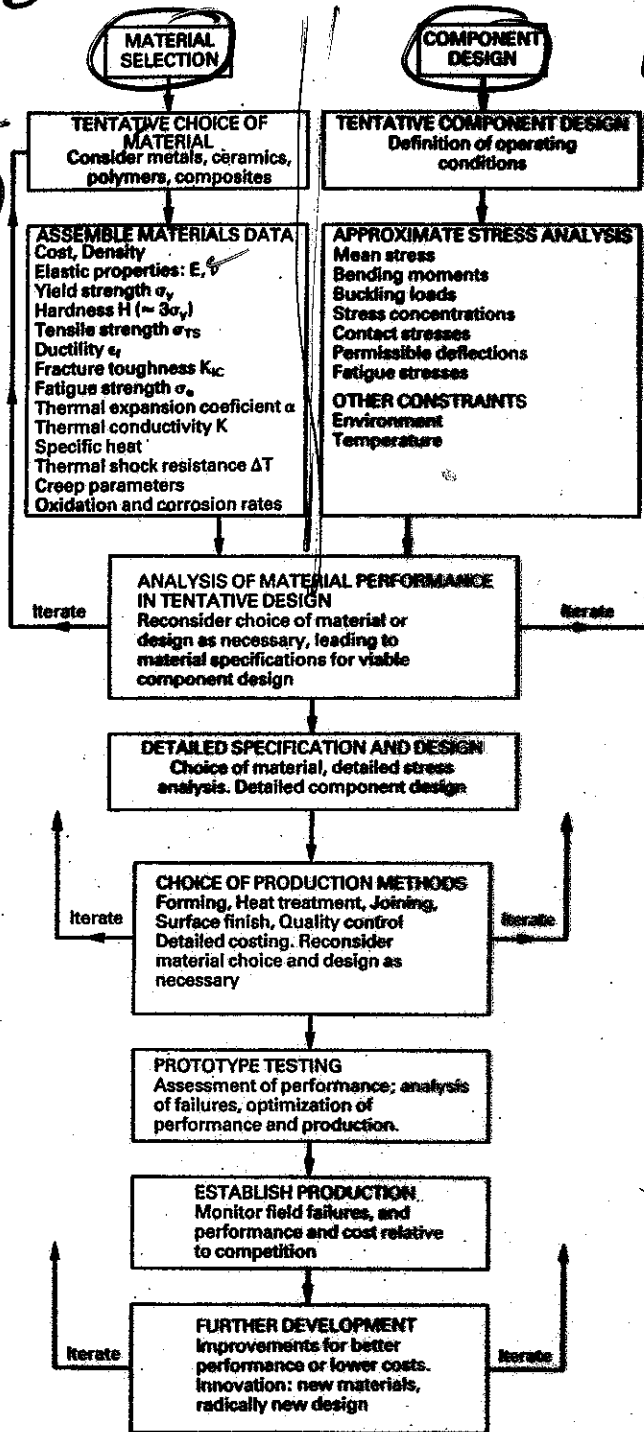 MATERIAL
SELECTION
COMPONENT
DESIGN
TENTATIVE CHOICE OF
MATERIAL
Consider metals, ceramics,
polymers, composites
TENTATIVE COMPONENT DESIGN
Definition of operating
conditions
ASSEMBLE MATERIALS DATA
Cost, Density
Elastic properties: E, ν
Yield strength σy
Hardness H (~ 3σy)
Tensile strength σTS
Ductility εf
Fracture toughness KIC
Fatigue strength σe
Thermal expansion coeficient α
Thermal conductivity K
Specific heat
Thermal shock resistance ΔT
Creep parameters
Oxidation and corrosion rates
APPROXIMATE STRESS ANALYSIS
Mean stress
Bending moments
Buckling loads
Stress concentrations
Contact stresses
Permissible deflections
Fatigue stresses
OTHER CONSTRAINTS
Environment
Temperature
ANALYSIS OF MATERIAL PERFORMANCE
IN TENTATIVE DESIGN
Reconsider choice of material or
design as necessary, leading to
material specifications for viable
component design
Iterate
Iterate
DETAILED SPECIFICATION AND DESIGN
Choice of material, detailed stress
analysis. Detailed component design
CHOICE OF PRODUCTION METHODS
Forming, Heat treatment, Joining,
Surface finish, Quality control
Detailed costing. Reconsider
material choice and design as
necessary
Iterate
Iterate
PROTOTYPE TESTING
Assessment of performance; analysis
of failures, optimization of
performance and production.
ESTABLISH PRODUCTION
Monitor field failures, and
performance and cost relative
to competition
FURTHER DEVELOPMENT
Improvements for better
performance or lower costs.
Innovation: new materials,
radically new design
Iterate
Iterate